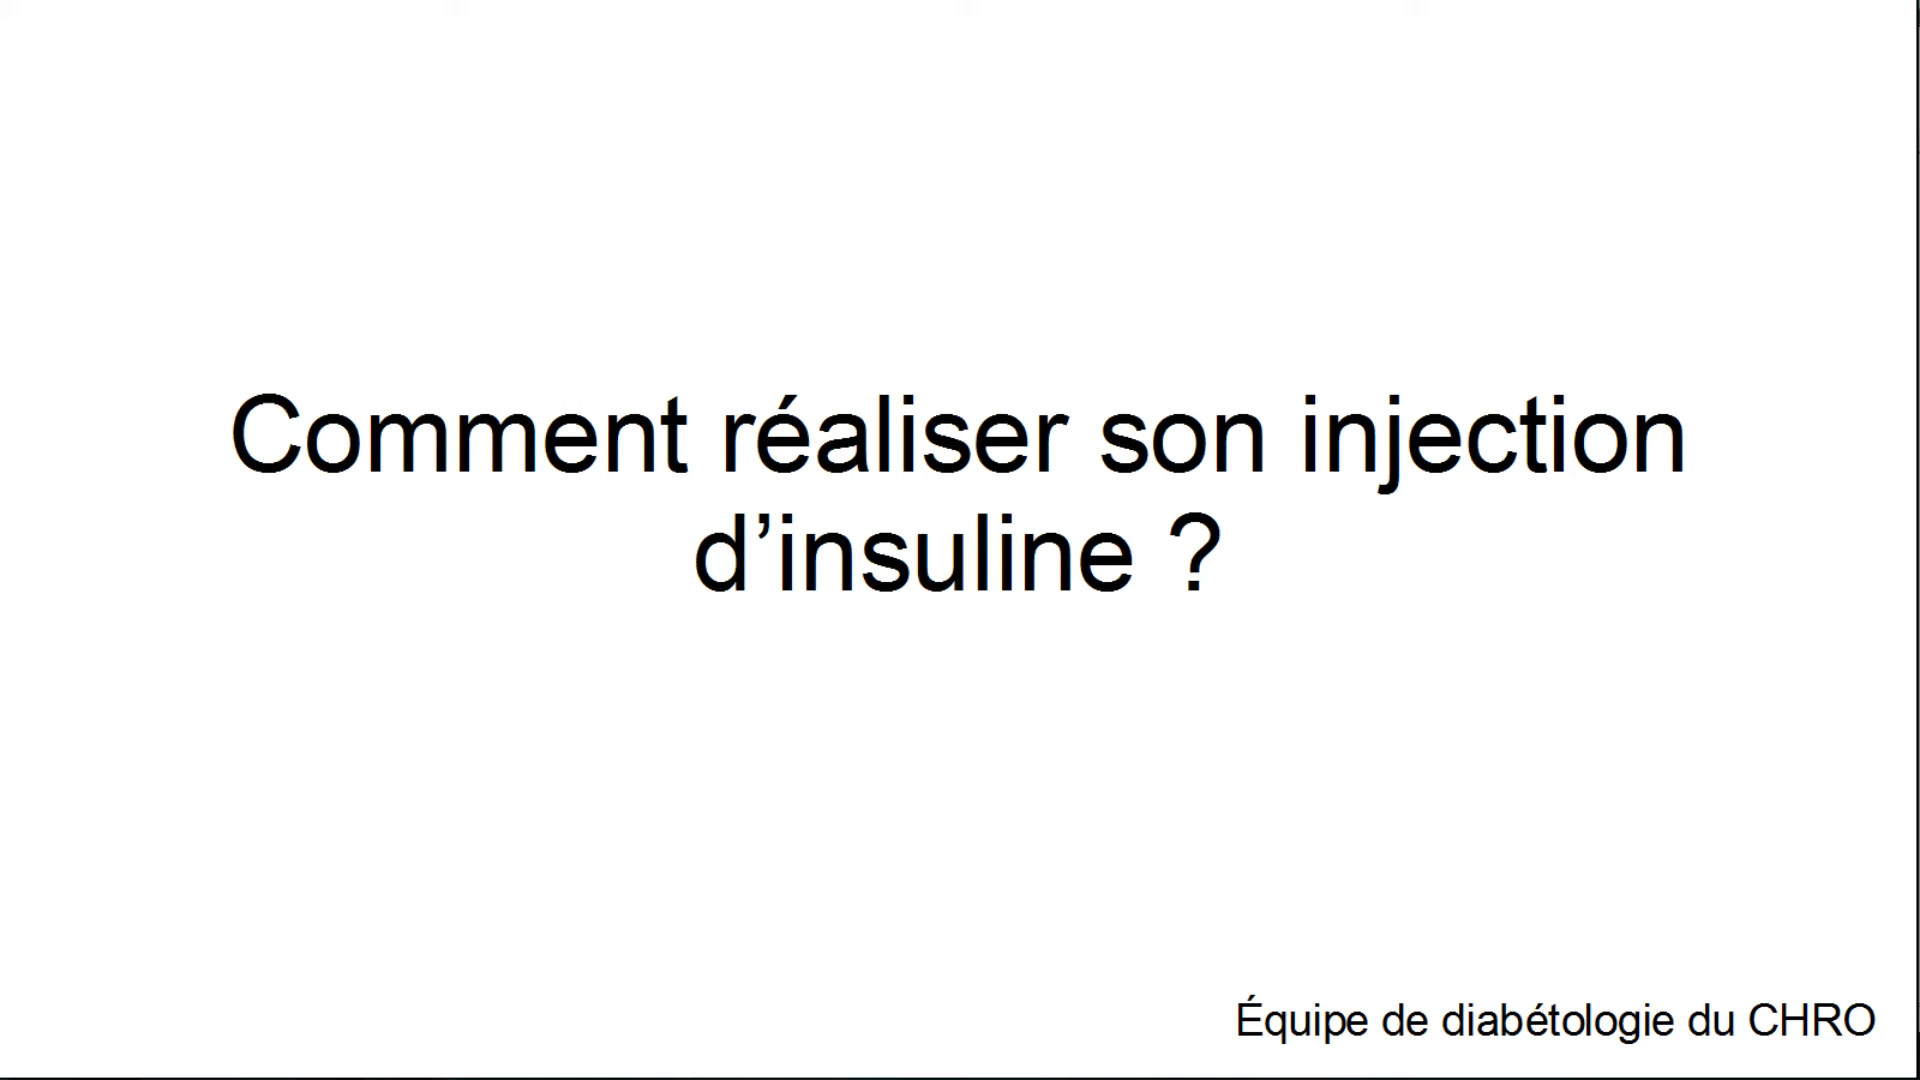 Comment réaliser son injection
d’insuline ?
Équipe de diabétologie du CHRO